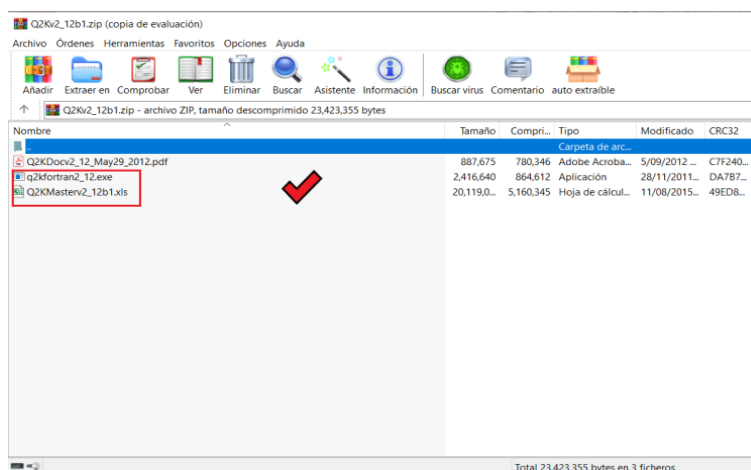 Q2Kv2_12b1.zip (copia de evaluación)
Archivo Órdenes Herramientas Favoritos Opciones Ayuda
Añadir Extraer en Comprobar Ver Eliminar Buscar Asistente Información Buscar virus Comentario auto extraíble
Q2Kv2_12b1.zip - archivo ZIP, tamaño descomprimido 23,423,355 bytes
Nombre Tamaño Compri... Tipo Modificado CRC32
.. Carpeta de arc...
Q2KDocv2_12_May29_2012.pdf 887,675 780,346 Adobe Acroba... 5/09/2012 ... C7F240...
q2kfortran2_12.exe 2,416,640 864,612 Aplicación 28/11/2011... DA7B7...
Q2KMasterv2_12b1.xls 20,119,0... 5,160,345 Hoja de cálcul... 11/08/2015... 49ED8...
Total 23,423,355 bytes en 3 ficheros